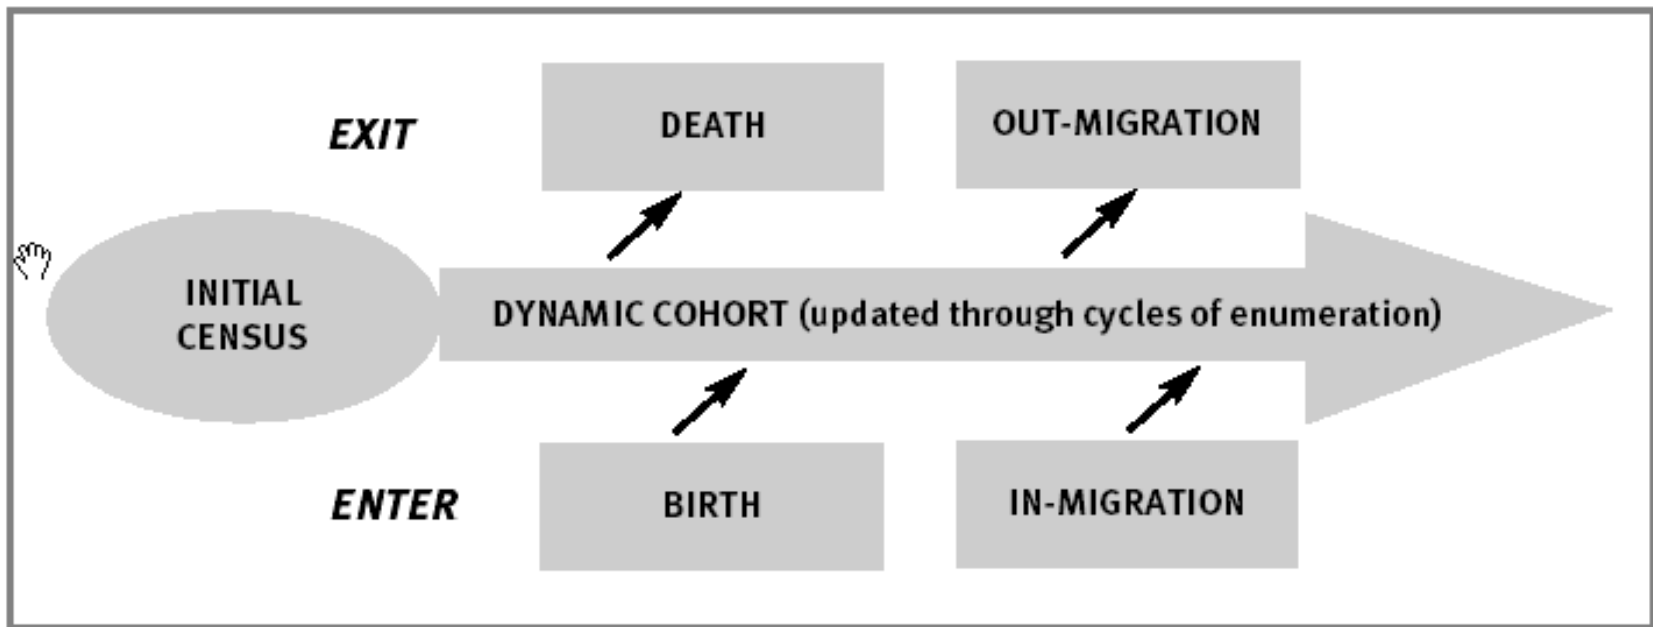 EXIT
DEATH
OUT-MIGRATION
INITIAL
CENSUS
DYNAMIC COHORT (updated through cycles of enumeration)
ENTER
BIRTH
IN-MIGRATION